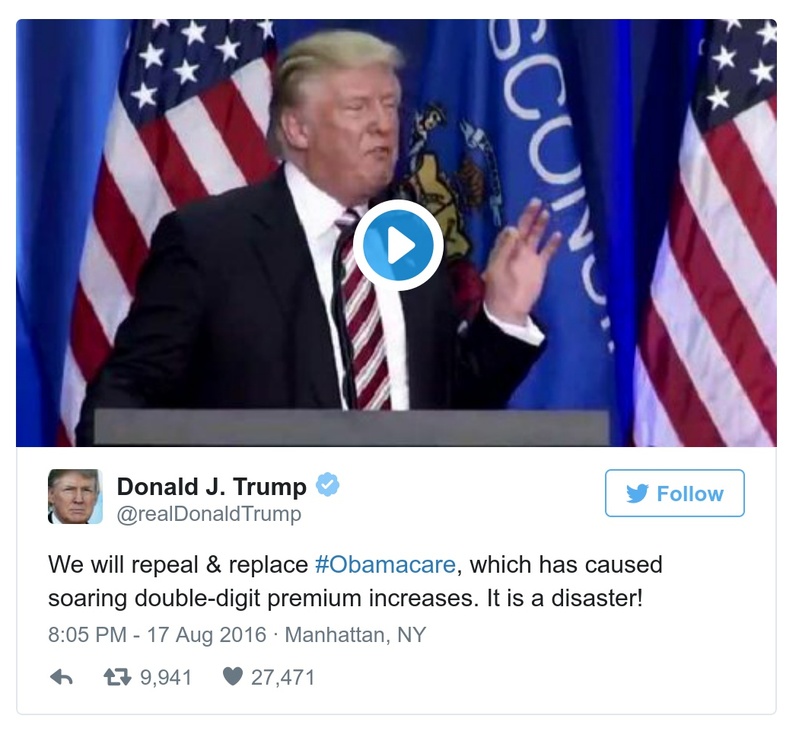 SCONS
Donald J. Trump
@realDonaldTrump
Follow
We will repeal & replace #Obamacare, which has caused
soaring double-digit premium increases. It is a disaster!
8:05 PM - 17 Aug 2016 · Manhattan, NY
9,941 27,471